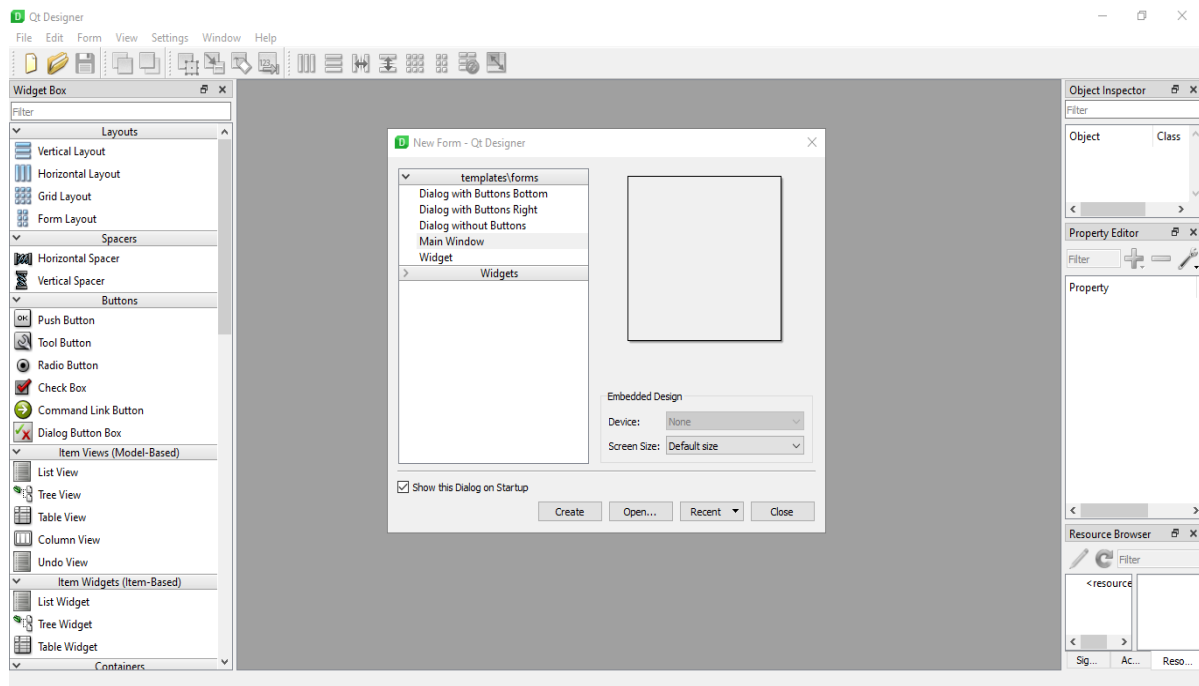 Qt Designer
File Edit Form View Settings Window Help
Widget Box
Filter
Layouts
Vertical Layout
Horizontal Layout
Grid Layout
Form Layout
Spacers
Horizontal Spacer
Vertical Spacer
Buttons
Push Button
Tool Button
Radio Button
Check Box
Command Link Button
Dialog Button Box
Item Views (Model-Based)
List View
Tree View
Table View
Column View
Undo View
Item Widgets (Item-Based)
List Widget
Tree Widget
Table Widget
Containers
New Form - Qt Designer
templates\forms
Dialog with Buttons Bottom
Dialog with Buttons Right
Dialog without Buttons
Main Window
Widget
Widgets
Embedded Design
Device: None
Screen Size: Default size
Show this Dialog on Startup
Create Open... Recent Close
Object Inspector
Filter
Object Class
Property Editor
Filter
Property
Resource Browser
Filter
<resource
Sig... Ac... Reso...